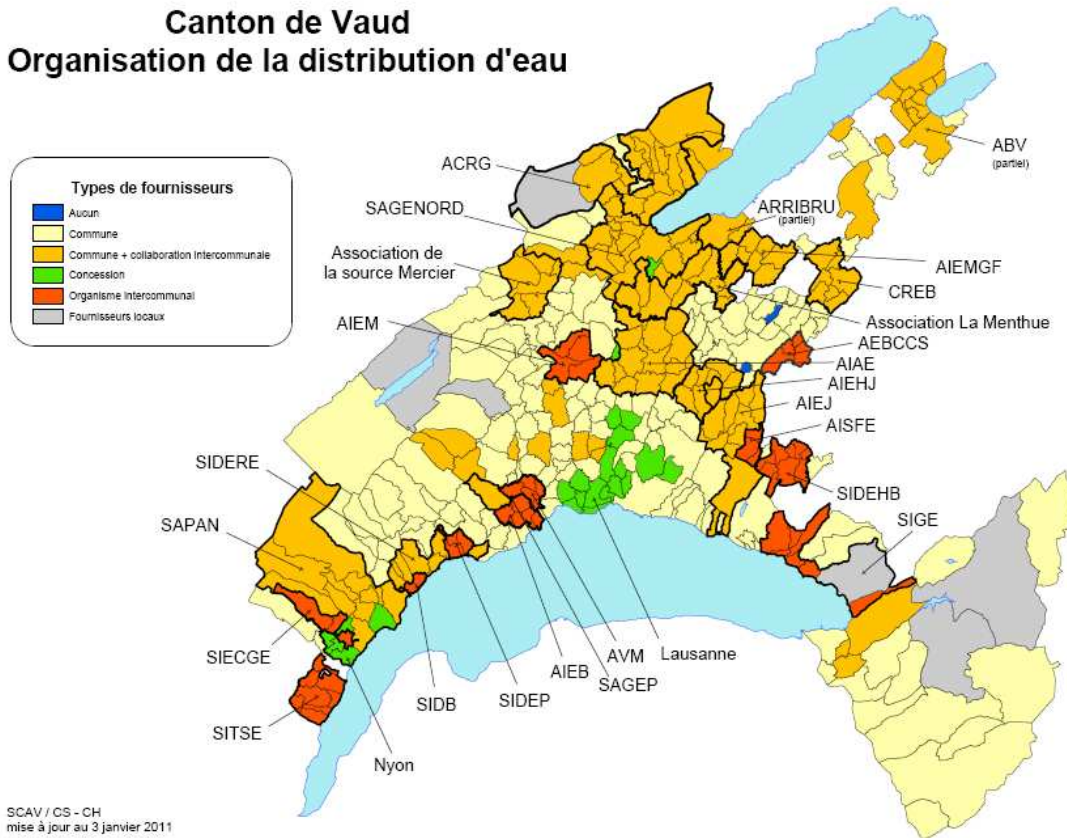 Canton de Vaud
Organisation de la distribution d'eau
Types de fournisseurs
Aucun
Commune
Commune + collaboration intercommunale
Concession
Organisme intercommunal
Fournisseurs locaux
ACRG
SAGENORD
Association de
la source Mercier
AIEM
ABV
(partiel)
ARRIBRU
(partiel)
AIEMGF
CREB
Association La Menthue
AEBCCS
AIAE
AIEHJ
AIEJ
AISFE
SIDEHB
SIGE
SIDERE
SAPAN
SIECGE
SITSE
Nyon
SIDB
SIDEP
AIEB
SAGEP
AVM
Lausanne
SCAV / CS - CH
mise à jour au 3 janvier 2011